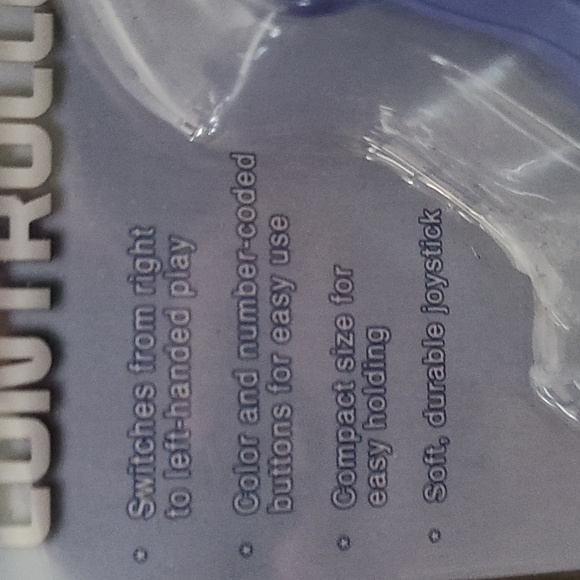 CONTROLL
Switches from right
to left-handed play
Color and number-coded
buttons for easy use
Compact size for
easy holding
Soft, durable joystick